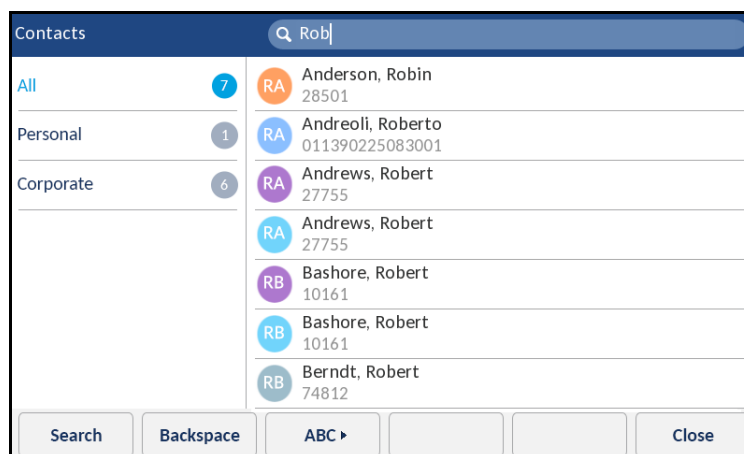 Contacts
Rob
All 7
Personal 1
Corporate 6
RA Anderson, Robin
28501
RA Andreoli, Roberto
011390225083001
RA Andrews, Robert
27755
RA Andrews, Robert
27755
RB Bashore, Robert
10161
RB Bashore, Robert
10161
RB Berndt, Robert
74812
Search Backspace ABC Close